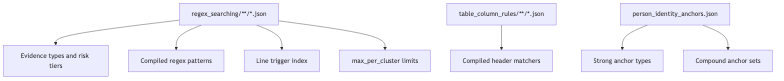 regex_searching/**/*.json
table_column_rules/**/*.json
person_identity_anchors.json
Evidence types and risk
tiers
Compiled regex patterns
Line trigger index
max_per_cluster limits
Compiled header matchers
Strong anchor types
Compound anchor sets